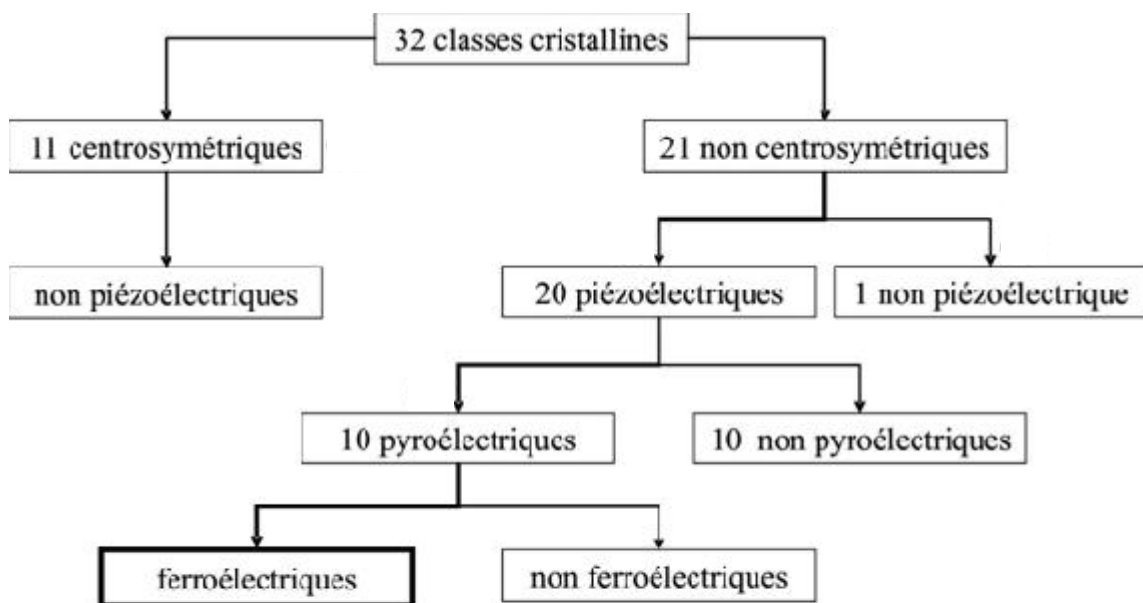 32 classes cristallines
11 centrosymétriques
21 non centrosymétriques
non piézoélectriques
20 piézoélectriques
1 non piézoélectrique
10 pyroélectriques
10 non pyroélectriques
ferroélectriques
non ferroélectriques